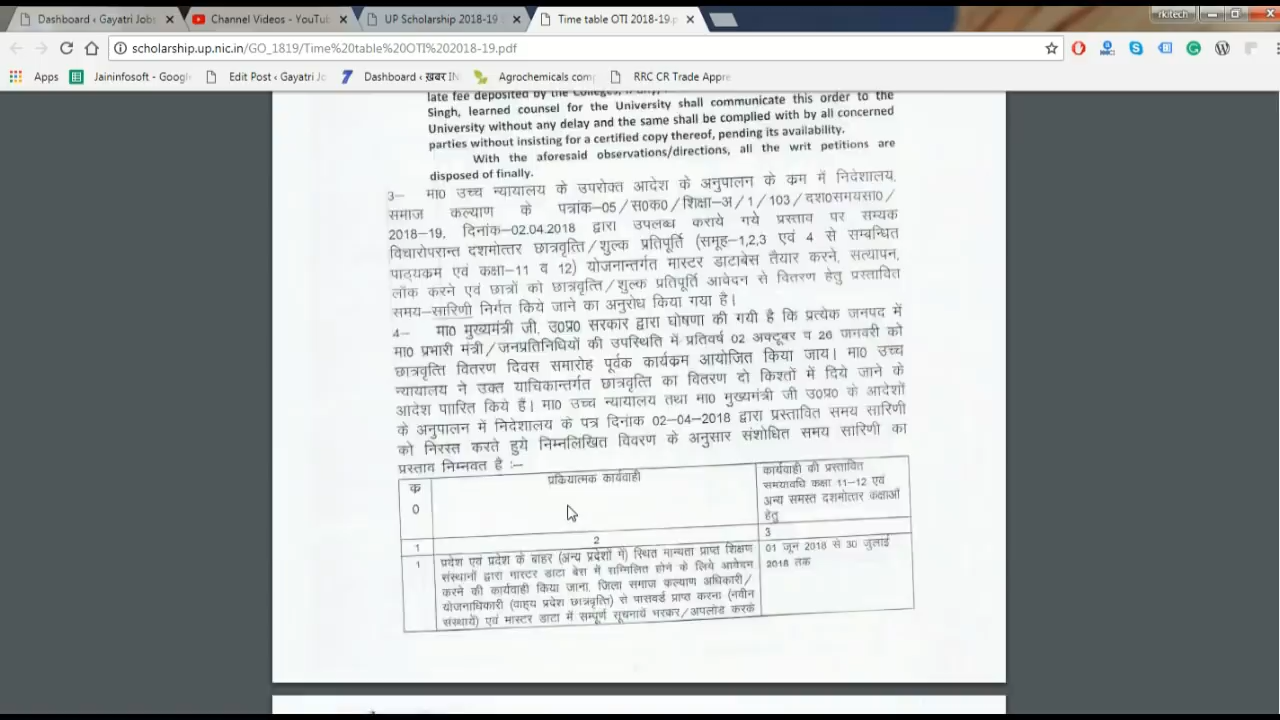 Dashboard ‹ Gayatri Jobs
Channel Videos - YouTu
UP Scholarship 2018-19
Time table OTI 2018-19.p
rkitech
scholarship.up.nic.in/GO_1819/Time%20table%20OTI%202018-19.pdf
Apps
Jaininfosoft - Googl
Edit Post ‹ Gayatri Jo
Dashboard ‹ ख़बर IN
Agrochemicals com
RRC CR Trade Appre
late fee deposited by the Colleges,
Singh, learned counsel for the University shall communicate this order to the
University without any delay and the same shall be complied with by all concerned
parties without insisting for a certified copy thereof, pending its availability.
With the aforesaid observations/directions, all the writ petitions are
disposed of finally.
3– मा0 उच्च न्यायालय के उपरोक्त आदेश के अनुपालन के कम में निदेशालय,
समाज कल्याण के पत्रांक–05/स0क0/शिक्षा–अ/1/103/दश0समयसा0/
2018–19, दिनांक–02.04.2018 द्वारा उपलब्ध कराये गये प्रस्ताव पर सम्यक
विचारोपरान्त दशमोत्तर छात्रवृत्ति/शुल्क प्रतिपूर्ति (समूह–1,2,3 एवं 4 से सम्बन्धित
पाठ्यकम एवं कक्षा–11 व 12) योजनान्तर्गत मास्टर डाटाबेस तैयार करने, सत्यापन,
लॉक करने एवं छात्रों को छात्रवृत्ति/शुल्क प्रतिपूर्ति आवेदन से वितरण हेतु प्रस्तावित
समय–सारिणी निर्गत किये जाने का अनुरोध किया गया है।
4– मा0 मुख्यमंत्री जी, उ0प्र0 सरकार द्वारा घोषणा की गयी है कि प्रत्येक जनपद में
मा0 प्रभारी मंत्री/जनप्रतिनिधियों की उपस्थिति में प्रतिवर्ष 02 अक्टूबर व 26 जनवरी को
छात्रवृत्ति वितरण दिवस समारोह पूर्वक कार्यक्रम आयोजित किया जाय। मा0 उच्च
न्यायालय ने उक्त याचिकान्तर्गत छात्रवृत्ति का वितरण दो किश्तों में दिये जाने के
आदेश पाारित किये हैं। मा0 उच्च न्यायालय तथा मा0 मुख्यमंत्री जी उ0प्र0 के आदेशों
के अनुपालन में निदेशालय के पत्र दिनांक 02–04–2018 द्वारा प्रस्तावित समय सारिणी
को निरस्त करते हुये निम्नलिखित विवरण के अनुसार संशोधित समय सारिणी का
प्रस्ताव निम्नवत है :–
क
0
प्रकियात्मक कार्यवाही
कार्यवाही की प्रस्तावित
समयावधि कक्षा 11–12 एवं
अन्य समस्त दशमोत्तर कक्षाओं
हेतु
1 2 3
1
प्रदेश एवं प्रदेश के बाहर (अन्य प्रदेशों में) स्थित मान्यता प्राप्त शिक्षण
संस्थानों द्वारा मास्टर डाटा बेस में सम्मिलित होने के लिये आवेदन
करने की कार्यवाही किया जाना, जिला समाज कल्याण अधिकारी/
योजनाधिकारी (वाह्य प्रदेश छात्रवृत्ति) से पासवर्ड प्राप्त करना (नवीन
संस्थायें) एवं मास्टर डाटा में सम्पूर्ण सूचनायें भरकर/अपलोड करके
01 जून 2018 से 30 जुलाई
2018 तक